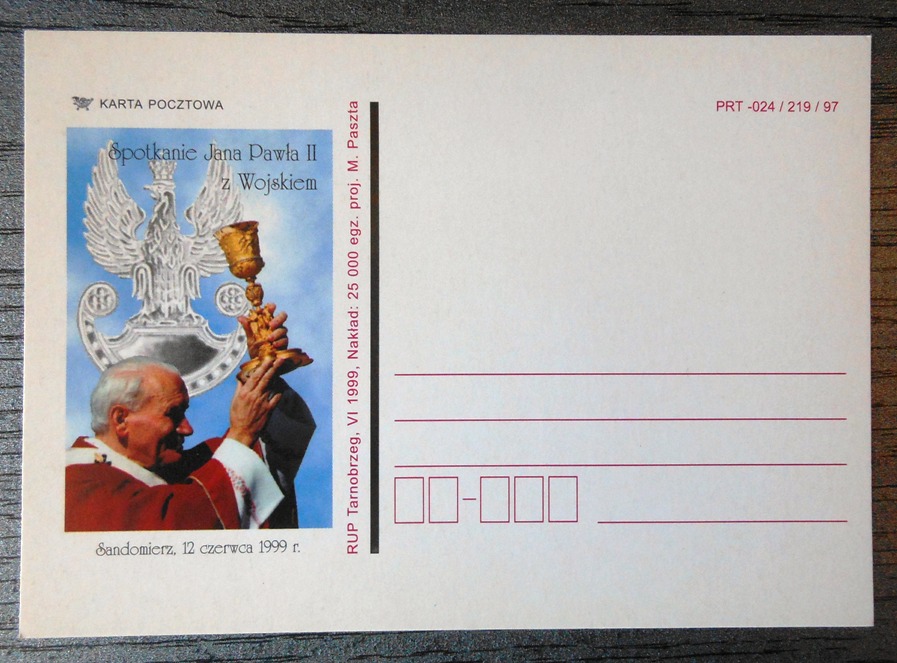 KARTA POCZTOWA
Spotkanie Jana Pawła II
z Wojskiem
Sandomierz, 12 czerwca 1999 r.
RUP Tarnobrzeg, VI 1999, Nakład: 25 000 egz. proj. M. Paszta
PRT -024 / 219 / 97